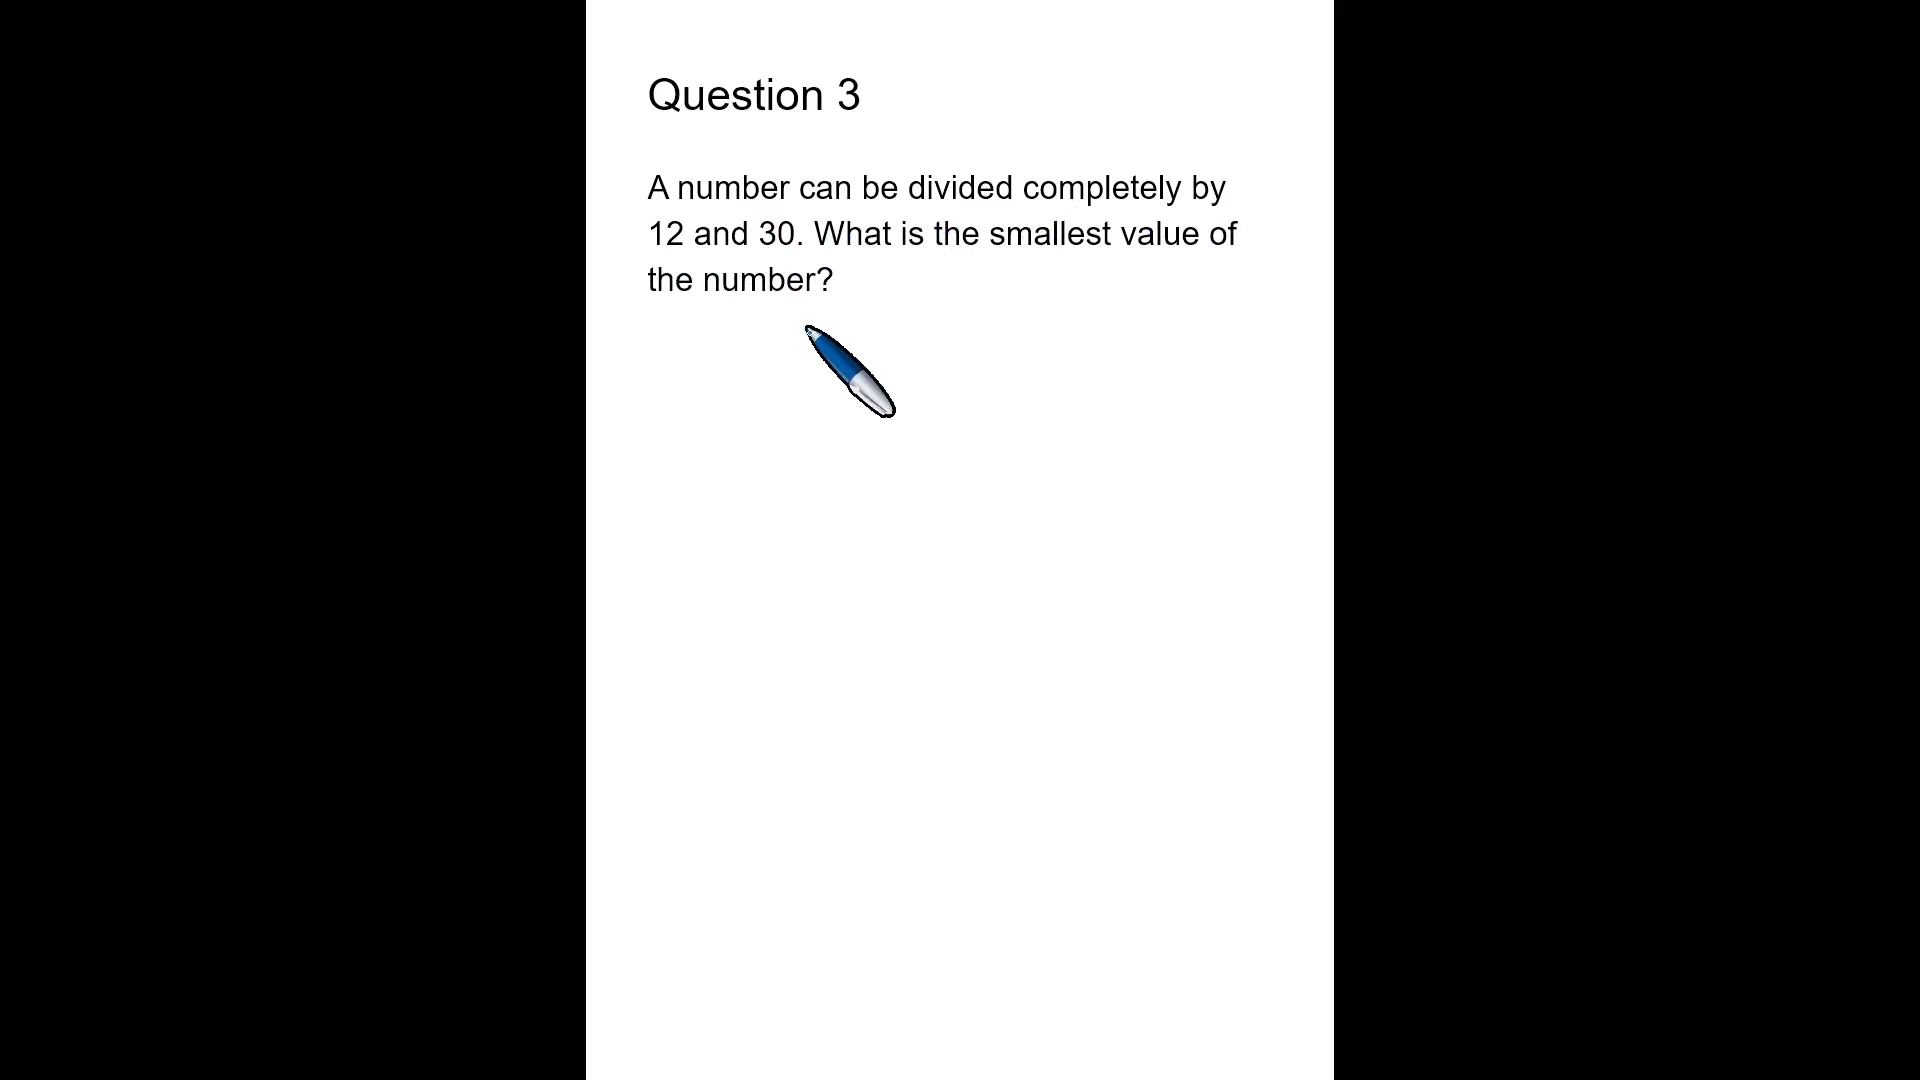 Question 3
A number can be divided completely by
12 and 30. What is the smallest value of
the number?